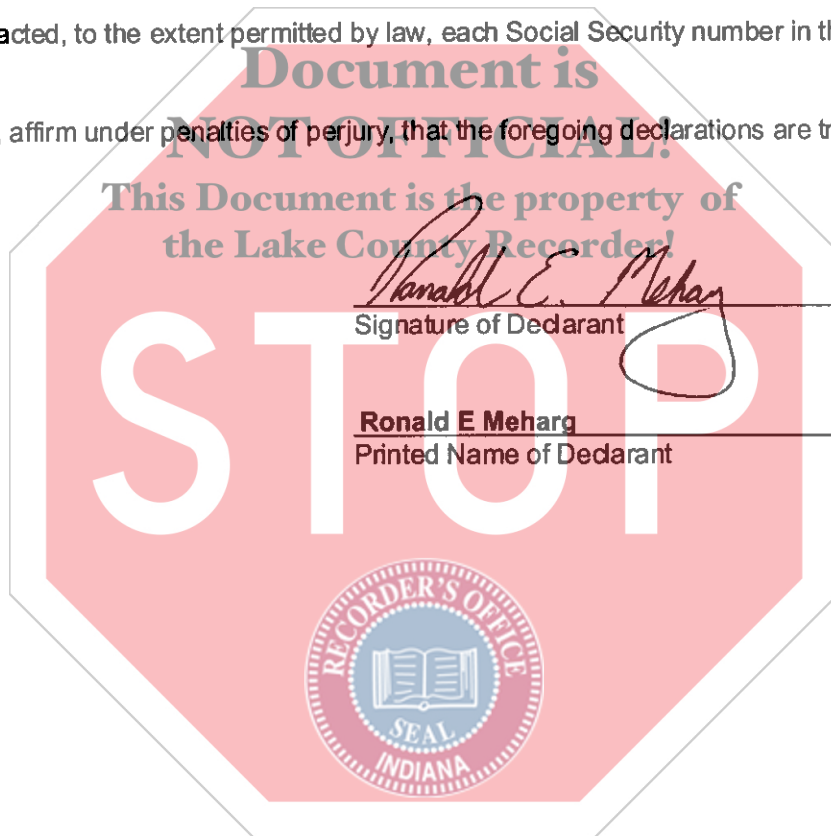 acted, to the extent permitted by law, each Social Security number in th
Document is
affirm under penalties of perjury, that the foregoing declarations are tr
NOT OFFICIAL!
This Document is the property of
the Lake County Recorder!
Ronald E. Meharg
Signature of Declarant
STOP
Ronald E Meharg
Printed Name of Declarant
RECORDER'S OFFICE
SEAL
INDIANA